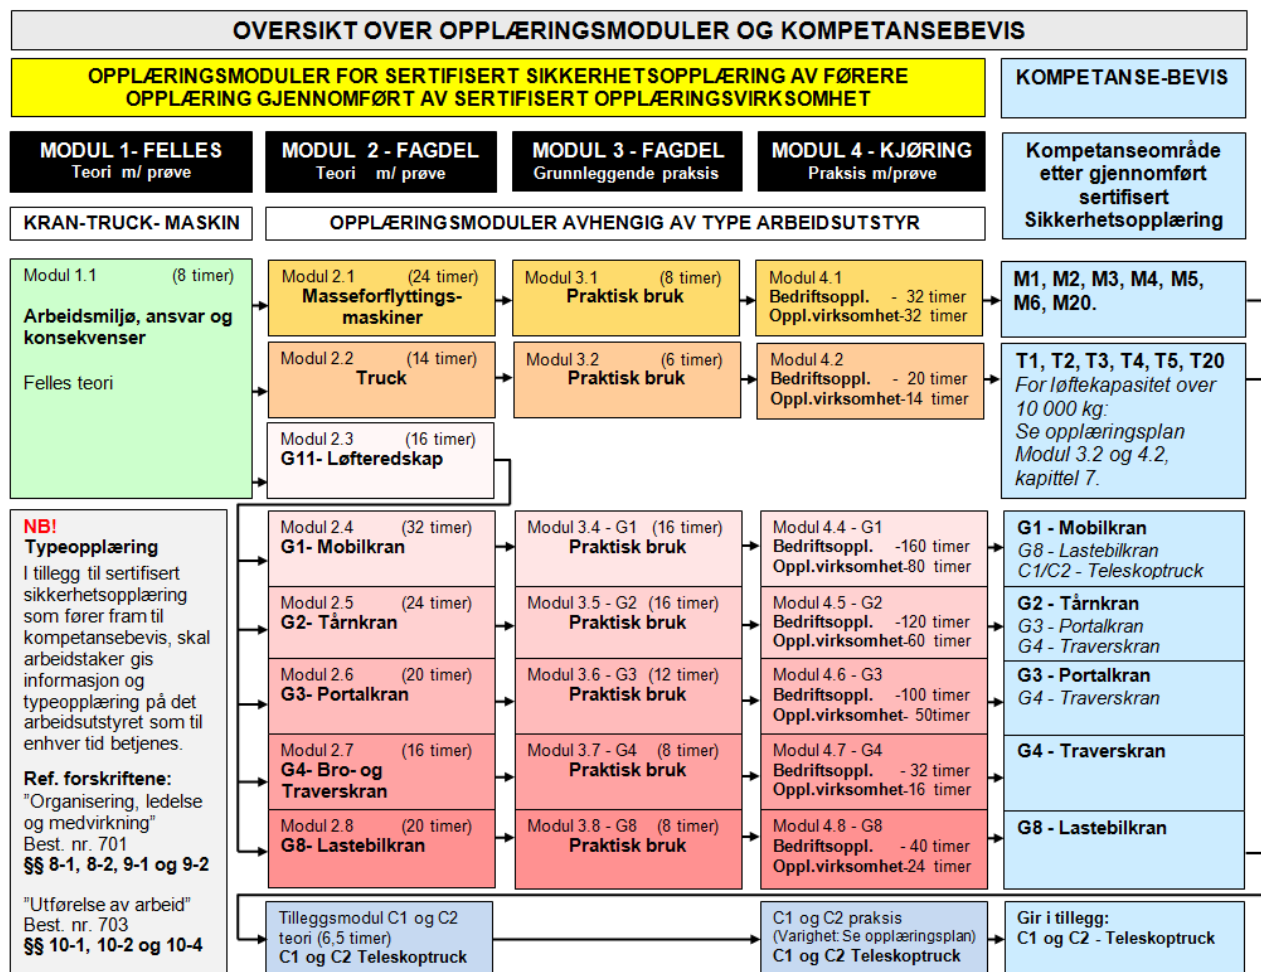 OVERSIKT OVER OPPLÆRINGSMODULER OG KOMPETANSEBEVIS
OPPLÆRINGSMODULER FOR SERTIFISERT SIKKERHETSOPPLÆRING AV FØRERE
OPPLÆRING GJENNOMFØRT AV SERTIFISERT OPPLÆRINGSVIRKSOMHET
KOMPETANSE-BEVIS
MODUL 1- FELLES
Teori m/ prøve
MODUL 2 - FAGDEL
Teori m/ prøve
MODUL 3 - FAGDEL
Grunnleggende praksis
MODUL 4 - KJØRING
Praksis m/prøve
Kompetanseområde
etter gjennomført
sertifisert
Sikkerhetsopplæring
KRAN-TRUCK- MASKIN
OPPLÆRINGSMODULER AVHENGIG AV TYPE ARBEIDSUTSTYR
Modul 1.1 (8 timer)
Arbeidsmiljø, ansvar og
konsekvenser
Felles teori
Modul 2.1 (24 timer)
Masseforflyttings-
maskiner
Modul 3.1 (8 timer)
Praktisk bruk
Modul 4.1
Bedriftsoppl. - 32 timer
Oppl.virksomhet-32 timer
M1, M2, M3, M4, M5,
M6, M20.
Modul 2.2 (14 timer)
Truck
Modul 3.2 (6 timer)
Praktisk bruk
Modul 4.2
Bedriftsoppl. - 20 timer
Oppl.virksomhet-14 timer
T1, T2, T3, T4, T5, T20
For løftekapasitet over
10 000 kg:
Se opplæringsplan
Modul 3.2 og 4.2,
kapittel 7.
Modul 2.3 (16 timer)
G11- Løfteredskap
NB!
Typeopplæring
I tillegg til sertifisert
sikkerhetsopplæring
som fører fram til
kompetansebevis, skal
arbeidstaker gis
informasjon og
typeopplæring på det
arbeidsutstyret som til
enhver tid betjenes.
Ref. forskriftene:
"Organisering, ledelse
og medvirkning"
Best. nr. 701
§§ 8-1, 8-2, 9-1 og 9-2
"Utførelse av arbeid"
Best. nr. 703
§§ 10-1, 10-2 og 10-4
Modul 2.4 (32 timer)
G1- Mobilkran
Modul 3.4 - G1 (16 timer)
Praktisk bruk
Modul 4.4 - G1
Bedriftsoppl. -160 timer
Oppl.virksomhet-80 timer
G1 - Mobilkran
G8 - Lastebilkran
C1/C2 - Teleskoptruck
Modul 2.5 (24 timer)
G2- Tårnkran
Modul 3.5 - G2 (16 timer)
Praktisk bruk
Modul 4.5 - G2
Bedriftsoppl. -120 timer
Oppl.virksomhet-60 timer
G2 - Tårnkran
G3 - Portalkran
G4 - Traverskran
Modul 2.6 (20 timer)
G3- Portalkran
Modul 3.6 - G3 (12 timer)
Praktisk bruk
Modul 4.6 - G3
Bedriftsoppl. -100 timer
Oppl.virksomhet- 50timer
G3 - Portalkran
G4 - Traverskran
Modul 2.7 (16 timer)
G4- Bro- og
Traverskran
Modul 3.7 - G4 (8 timer)
Praktisk bruk
Modul 4.7 - G4
Bedriftsoppl. - 32 timer
Oppl.virksomhet-16 timer
G4 - Traverskran
Modul 2.8 (20 timer)
G8- Lastebilkran
Modul 3.8 - G8 (8 timer)
Praktisk bruk
Modul 4.8 - G8
Bedriftsoppl. - 40 timer
Oppl.virksomhet-24 timer
G8 - Lastebilkran
Tilleggsmodul C1 og C2
teori (6,5 timer)
C1 og C2 Teleskoptruck
C1 og C2 praksis
(Varighet: Se opplæringsplan)
C1 og C2 Teleskoptruck
Gir i tillegg:
C1 og C2 - Teleskoptruck